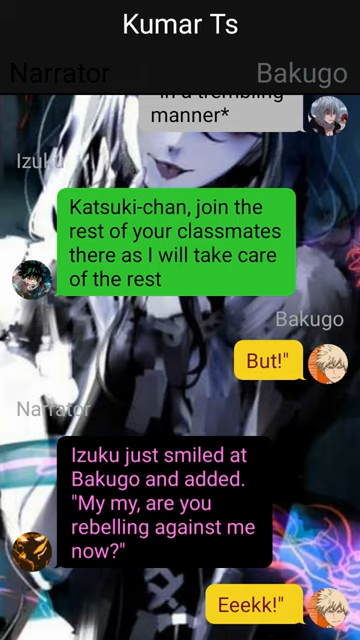 Kumar Ts
Narrator
Bakugo
*in a trembling
manner*
Izuku
Katsuki-chan, join the
rest of your classmates
there as I will take care
of the rest
Bakugo
But!"
Narrator
Izuku just smiled at
Bakugo and added.
"My my, are you
rebelling against me
now?"
Eeekk!"